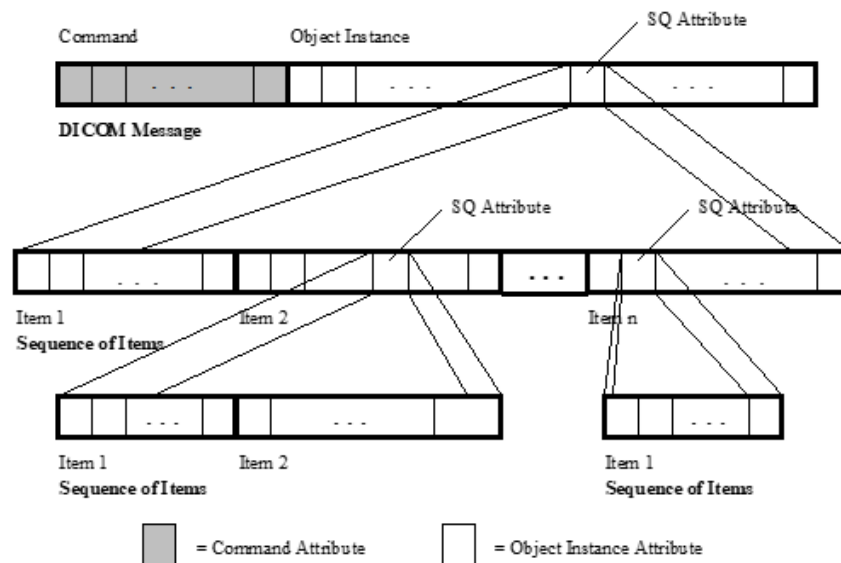 SQ Attribute
Command Object Instance
. . . . . . . . .
DICOM Message
SQ Attribute SQ Attribute
. . . . . . . . .
Item 1 Item 2 Item n
Sequence of Items
. . . . . . . . .
Item 1 Item 2 Item 1
Sequence of Items Sequence of Items
= Command Attribute = Object Instance Attribute